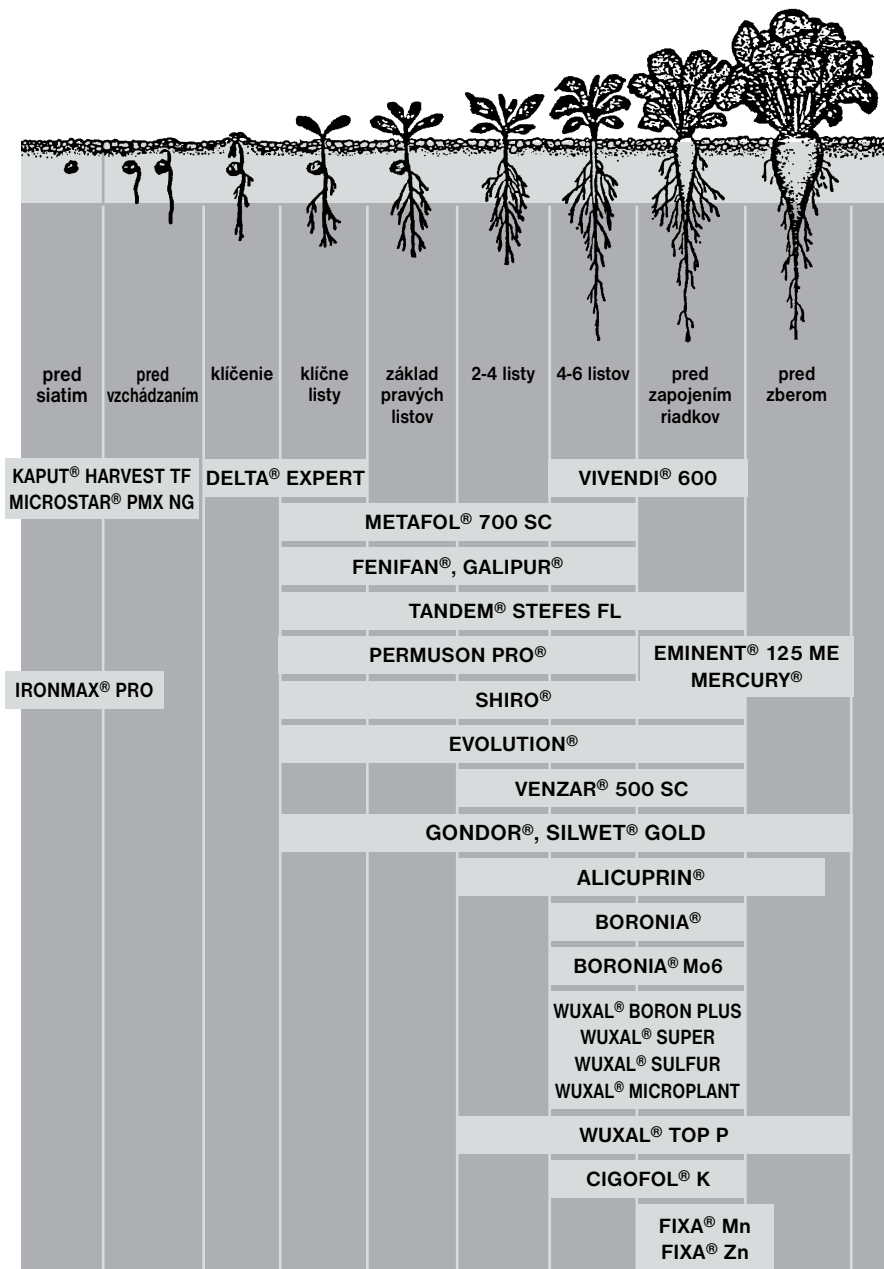 pred
siatim
pred
vzchádzaním
klíčenie
klíčne
listy
základ
pravých
listov
2-4 listy
4-6 listov
pred
zapojením
riadkov
pred
zberom
KAPUT® HARVEST TF
MICROSTAR® PMX NG
DELTA® EXPERT
VIVENDI® 600
METAFOL® 700 SC
FENIFAN®, GALIPUR®
TANDEM® STEFES FL
PERMUSON PRO®
EMINENT® 125 ME
MERCURY®
IRONMAX® PRO
SHIRO®
EVOLUTION®
VENZAR® 500 SC
GONDOR®, SILWET® GOLD
ALICUPRIN®
BORONIA®
BORONIA® Mo6
WUXAL® BORON PLUS
WUXAL® SUPER
WUXAL® SULFUR
WUXAL® MICROPLANT
WUXAL® TOP P
CIGOFOL® K
FIXA® Mn
FIXA® Zn